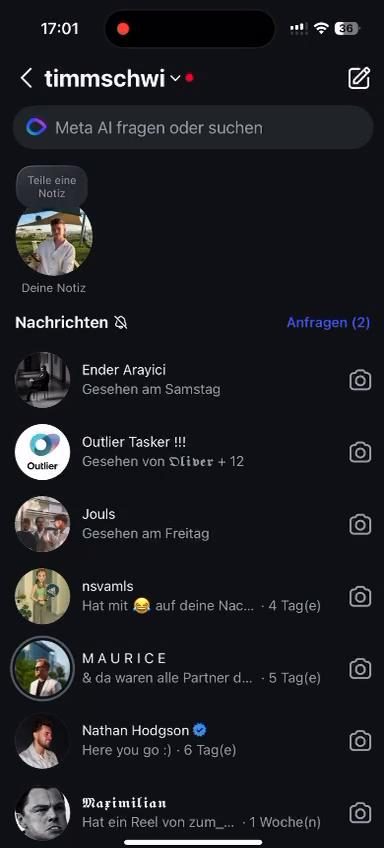 17:01
36
timmschwi
Meta AI fragen oder suchen
Teile eine
Notiz
Deine Notiz
Nachrichten
Anfragen (2)
Ender Arayici
Gesehen am Samstag
Outlier
Outlier Tasker !!!
Gesehen von 𝕺𝖑𝖎𝖛𝖊𝖗 + 12
Jouls
Gesehen am Freitag
nsvamls
Hat mit 😂 auf deine Nac... · 4 Tag(e)
M A U R I C E
& da waren alle Partner d... · 5 Tag(e)
Nathan Hodgson
Here you go :) · 6 Tag(e)
𝕸𝖆𝖝𝖎𝖒𝖎𝖑𝖎𝖆𝖓
Hat ein Reel von zum_... · 1 Woche(n)